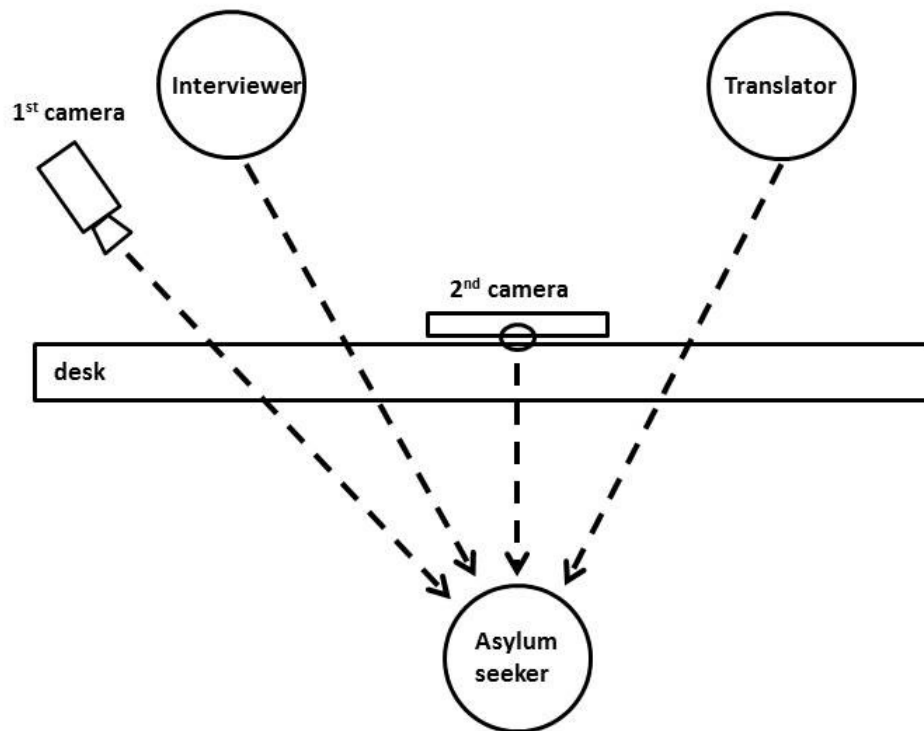 Interviewer
Translator
1st camera
2nd camera
desk
Asylum
seeker